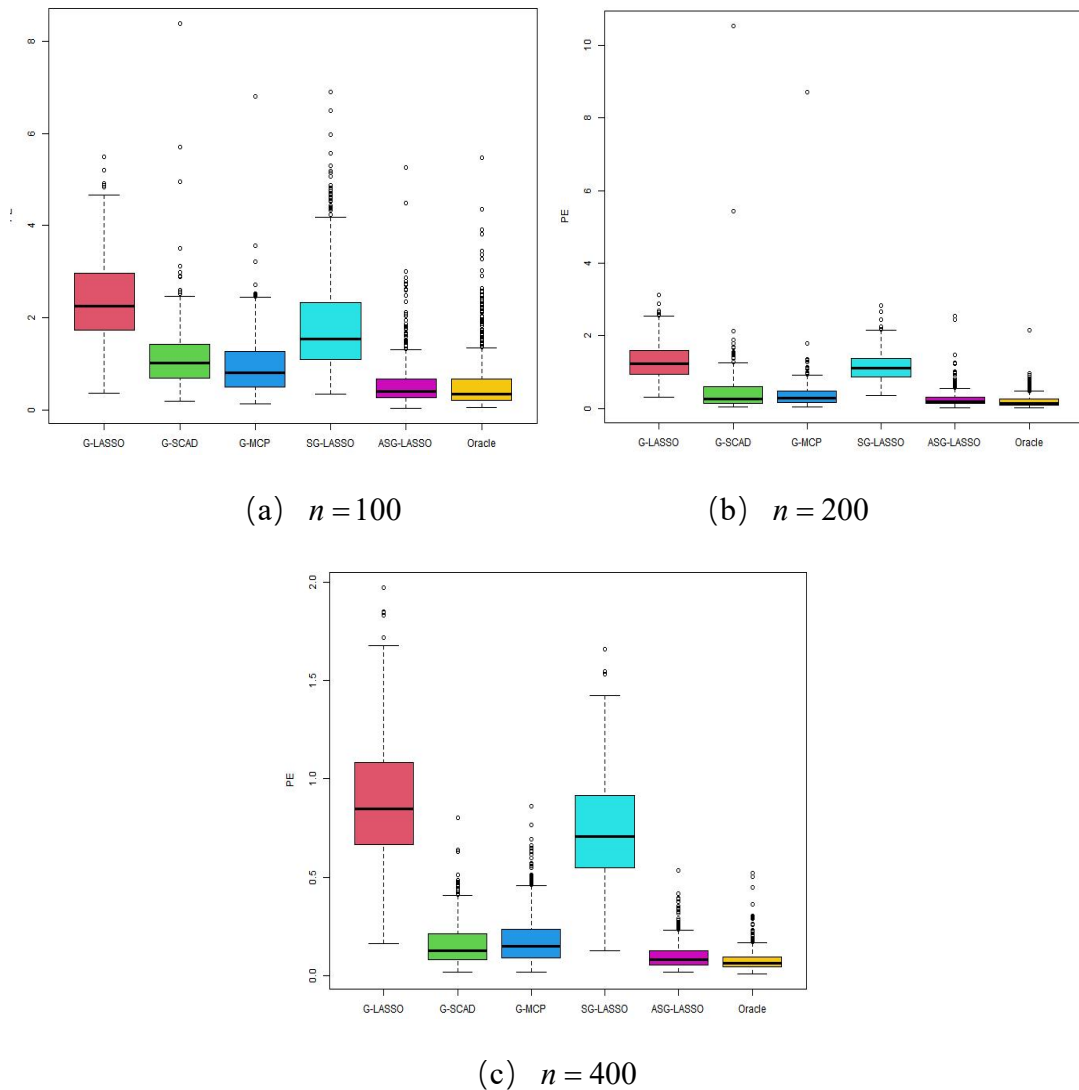 8
6
4
2
0
G-LASSO G-SCAD G-MCP SG-LASSO ASG-LASSO Oracle
(a) n = 100
PE
10
8
6
4
2
0
G-LASSO G-SCAD G-MCP SG-LASSO ASG-LASSO Oracle
(b) n = 200
PE
2.0
1.5
1.0
0.5
0.0
G-LASSO G-SCAD G-MCP SG-LASSO ASG-LASSO Oracle
(c) n = 400